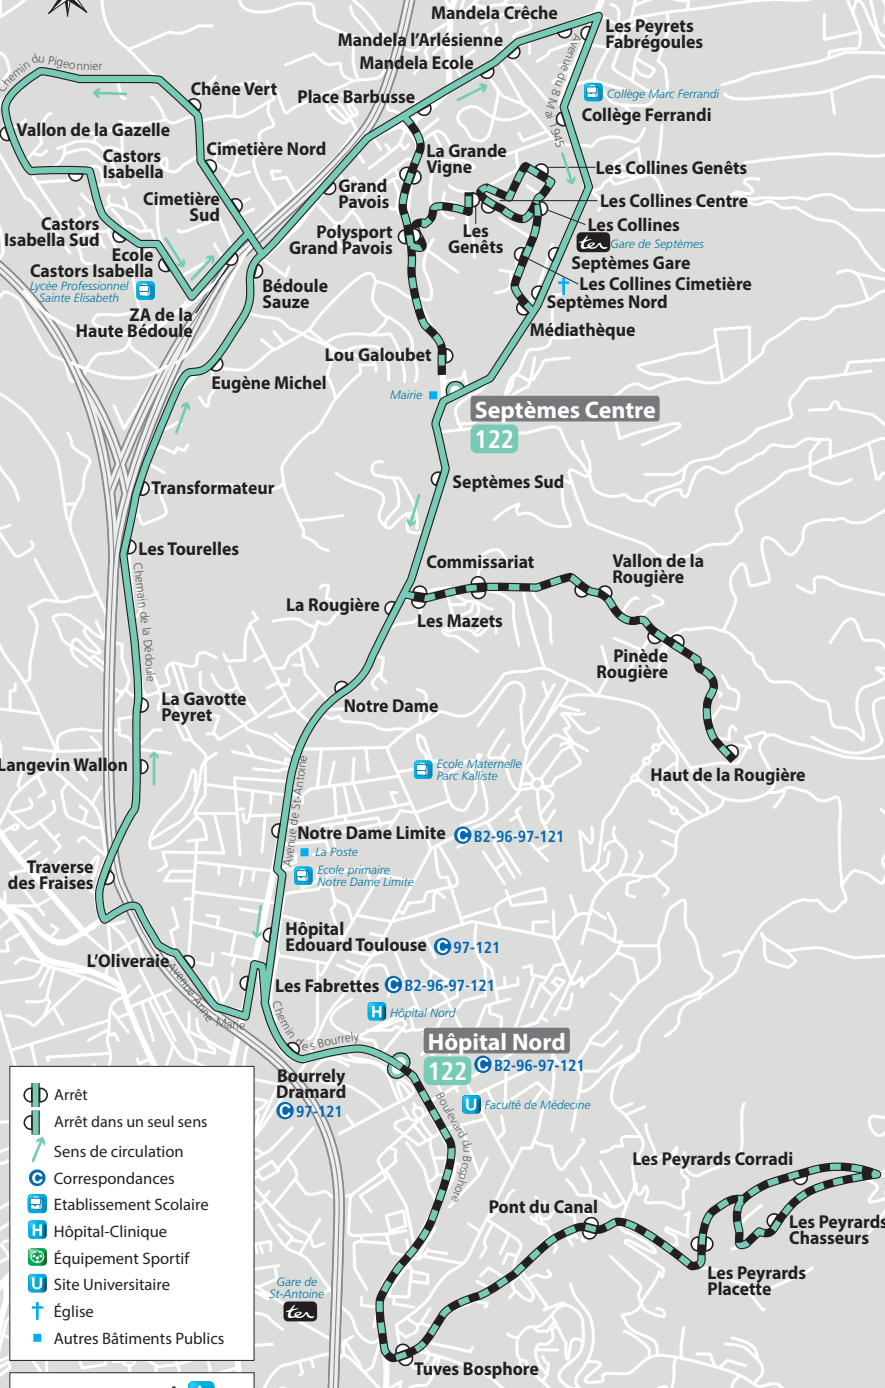 Mandela Crêche
Les Peyrets
Fabrégoules
Mandela l'Arlésienne
Mandela Ecole
Avenue du 8 Mai 1945
Chemin du Pigeonnier
Chêne Vert
Place Barbusse
Collège Marc Ferrandi
Collège Ferrandi
Vallon de la Gazelle
Castors
Isabella
Cimetière Nord
La Grande
Vigne
Les Collines Genêts
Cimetière
Sud
Grand
Pavois
Les Collines Centre
Castors
Isabella Sud
Polysport
Grand Pavois
Les
Genêts
Les Collines
ter
Gare de Septèmes
Ecole
Castors Isabella
Lycée Professionnel
Sainte Elisabeth
Septèmes Gare
Bédoule
Sauze
Les Collines Cimetière
Septèmes Nord
ZA de la
Haute Bédoule
Médiathèque
Lou Galoubet
Eugène Michel
Mairie
Septèmes Centre
122
Septèmes Sud
Transformateur
Les Tourelles
Chemain de la Dédoule
Commissariat
Vallon de la
Rougière
La Rougière
Les Mazets
Pinède
Rougière
La Gavotte
Peyret
Notre Dame
Langevin Wallon
Ecole Maternelle
Parc Kalliste
Haut de la Rougière
Avenue de St-Antoine
Notre Dame Limite
C B2-96-97-121
La Poste
Ecole primaire
Notre Dame Limite
Traverse
des Fraises
Hôpital
Edouard Toulouse
C 97-121
L'Oliveraie
Avenue Anne Marie
Les Fabrettes
C B2-96-97-121
H
Hôpital Nord
Chemin des Bourrely
Hôpital Nord
122
C B2-96-97-121
Bourrely
Dramard
C 97-121
U
Faculté de Médecine
Boulevard du Bosphore
Les Peyrards Corradi
Pont du Canal
Les Peyrards
Chasseurs
Les Peyrards
Placette
Gare de
St-Antoine
ter
Tuves Bosphore
Arrêt
Arrêt dans un seul sens
Sens de circulation
C Correspondances
Etablissement Scolaire
H Hôpital-Clinique
Équipement Sportif
U Site Universitaire
Église
Autres Bâtiments Publics